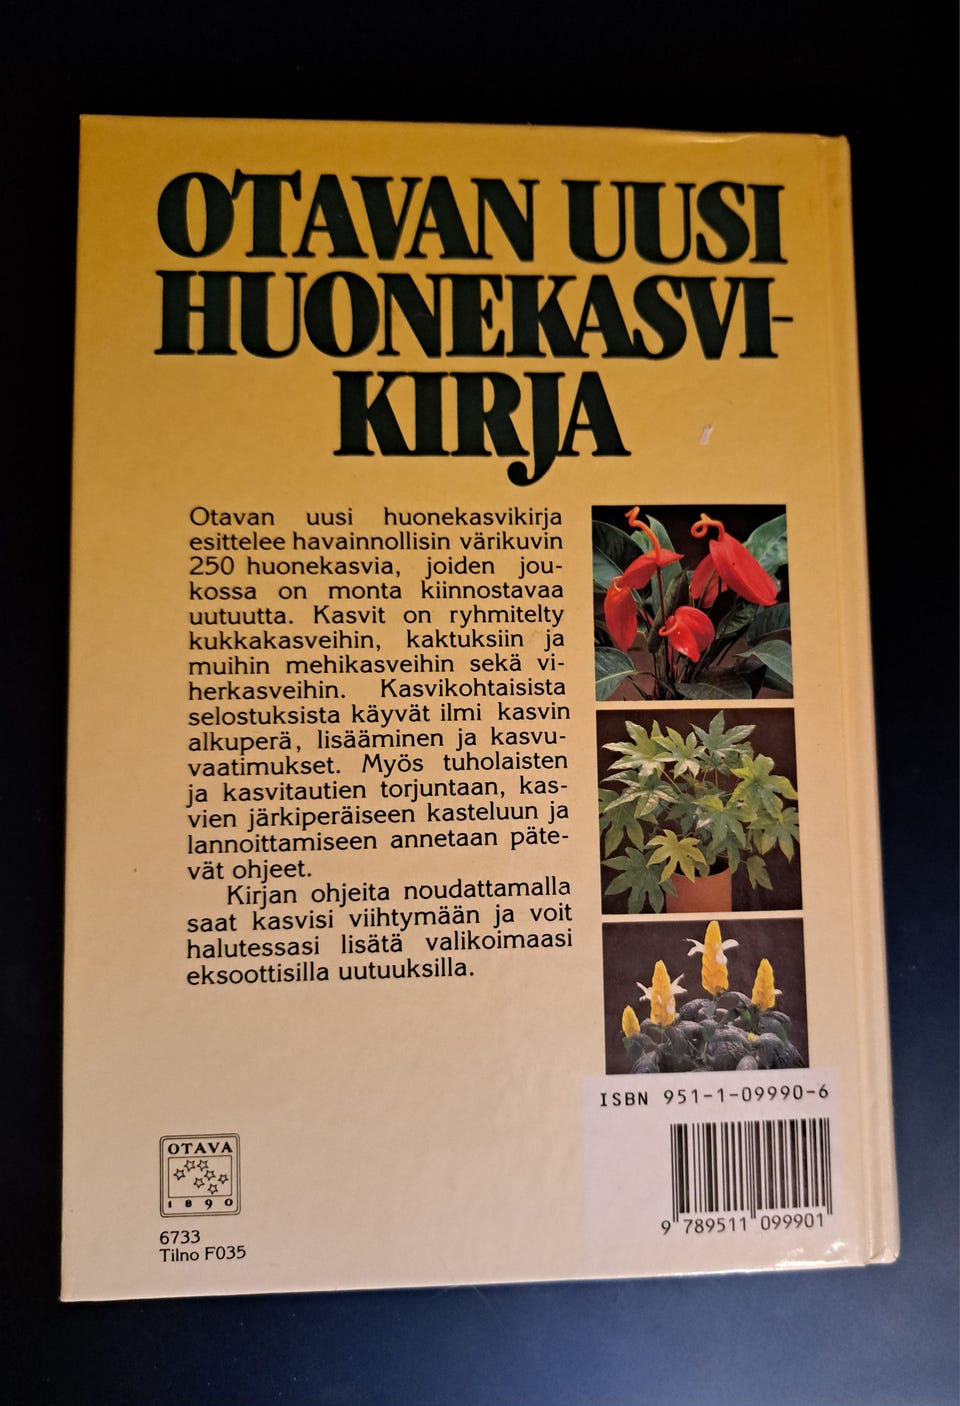 OTAVAN UUSI
HUONEKASVI-
KIRJA
Otavan uusi huonekasvikirja
esittelee havainnollisin värikuvin
250 huonekasvia, joiden jou-
kossa on monta kiinnostavaa
uutuutta. Kasvit on ryhmitelty
kukkakasveihin, kaktuksiin ja
muihin mehikasveihin sekä vi-
herkasveihin. Kasvikohtaisista
selostuksista käyvät ilmi kasvin
alkuperä, lisääminen ja kasvu-
vaatimukset. Myös tuholaisten
ja kasvitautien torjuntaan, kas-
vien järkiperäiseen kasteluun ja
lannoittamiseen annetaan päte-
vät ohjeet.
Kirjan ohjeita noudattamalla
saat kasvisi viihtymään ja voit
halutessasi lisätä valikoimaasi
eksoottisilla uutuuksilla.
ISBN 951-1-09990-6
9 789511 099901
OTAVA
1890
6733
Tilno F035